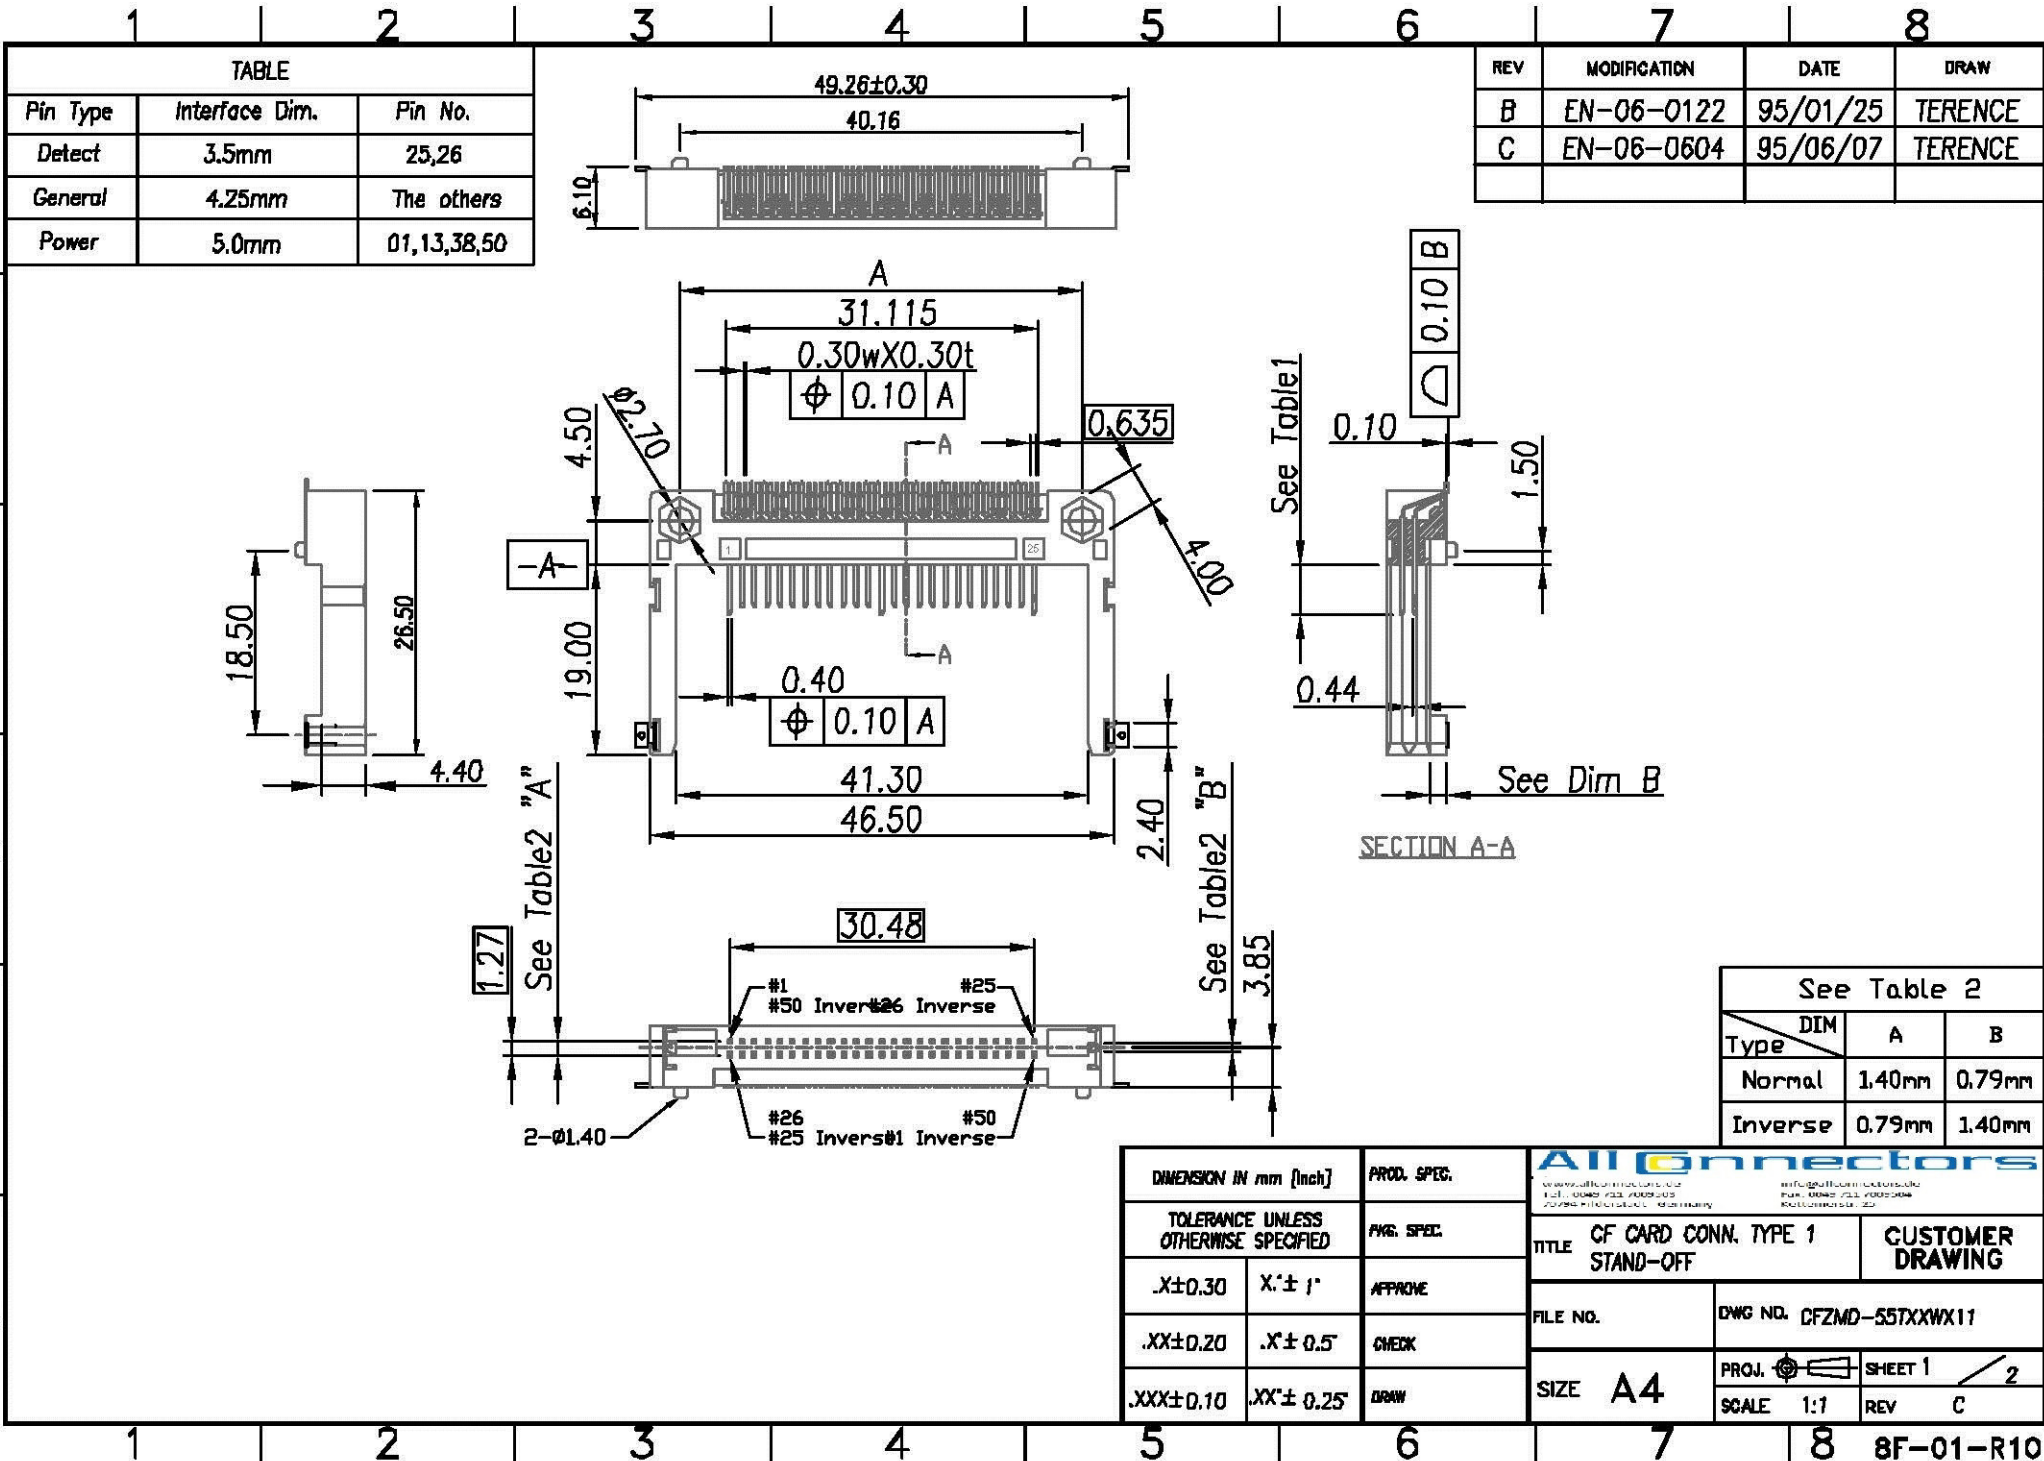 1 2 3 4 5 6 7 8
TABLE
Pin Type Interface Dim. Pin No.
Detect 3.5mm 25,26
General 4.25mm The others
Power 5.0mm 01,13,38,50
REV MODIFICATION DATE DRAW
B EN-06-0122 95/01/25 TERENCE
C EN-06-0604 95/06/07 TERENCE
49.26±0.30
40.16
6.10
A
31.115
0.30wX0.30t
⌖ 0.10 A
ø2.70
4.50
0.635
A
4.00
1 25
-A-
19.00
A
0.40
⌖ 0.10 A
41.30
46.50
2.40
18.50
26.50
4.40
0.10 B
See Table1
0.10
1.50
0.44
See Dim B
SECTION A-A
1.27
See Table2 "A"
30.48
See Table2 "B"
3.85
#1 #25
#50 Inverse #26 Inverse
#26 #50
#25 Inverse #1 Inverse
2-ø1.40
See Table 2
DIM A B
Type
Normal 1.40mm 0.79mm
Inverse 0.79mm 1.40mm
DIMENSION IN mm [inch]
TOLERANCE UNLESS
OTHERWISE SPECIFIED
.X±0.30 X.°± 1°
.XX±0.20 .X°± 0.5°
.XXX±0.10 .XX°± 0.25°
PROD. SPEC.
PKG. SPEC.
APPROVE
CHECK
DRAW
All Connectors
www.allconnectors.de
TITLE CF CARD CONN. TYPE 1
STAND-OFF
CUSTOMER
DRAWING
FILE NO.
DWG NO. CFZMD-55TXXWX11
SIZE A4
PROJ. SHEET 1 / 2
SCALE 1:1 REV C
1 2 3 4 5 6 7 8
8F-01-R10